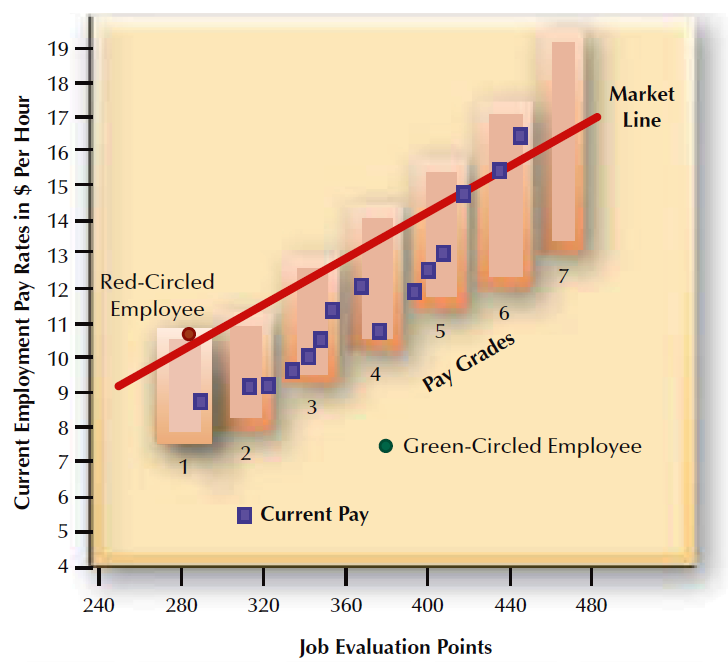 19
18
17
16
15
14
13
12
11
10
9
8
7
6
5
4
Current Employment Pay Rates in $ Per Hour
Market
Line
Red-Circled
Employee
1
2
3
4
5
6
7
Pay Grades
Green-Circled Employee
Current Pay
240 280 320 360 400 440 480
Job Evaluation Points